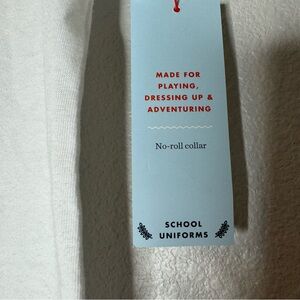 MADE FOR
PLAYING,
DRESSING UP &
ADVENTURING
No-roll collar
SCHOOL
UNIFORMS